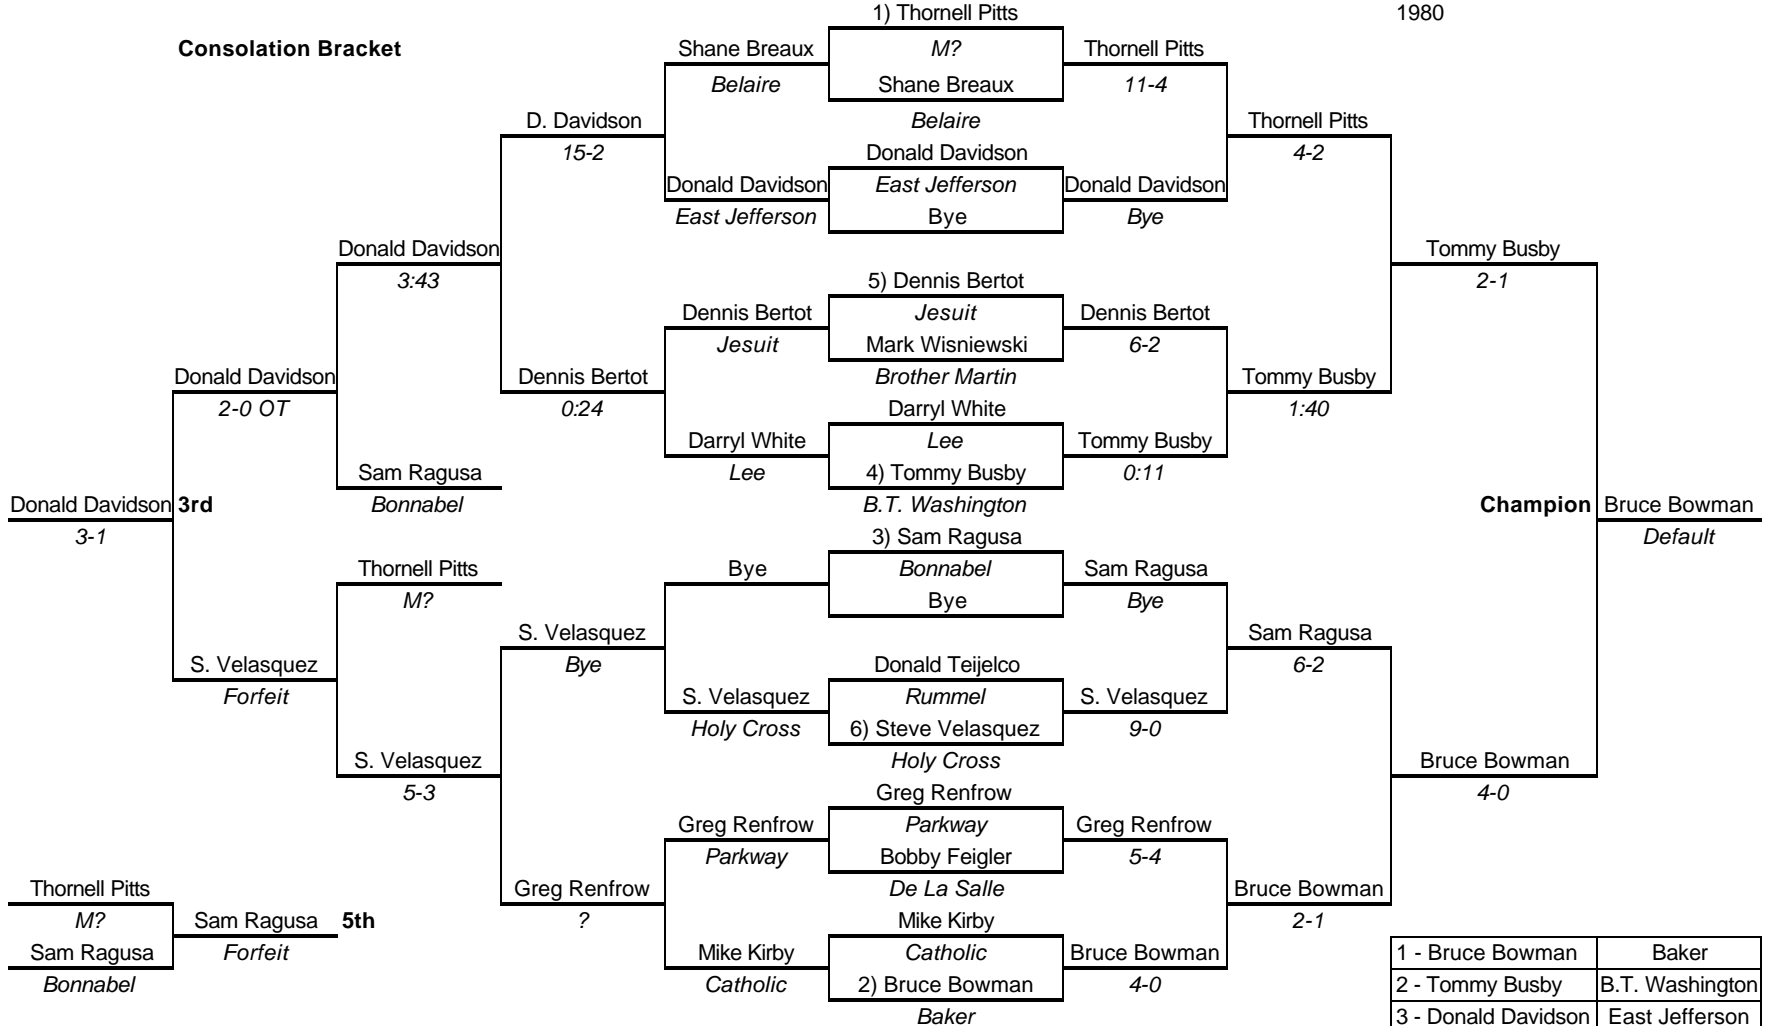 1) Thornell Pitts 1980
Consolation Bracket Shane Breaux M? Thornell Pitts
Belaire Shane Breaux 11-4
D. Davidson Belaire Thornell Pitts
15-2 Donald Davidson 4-2
Donald Davidson East Jefferson Donald Davidson
East Jefferson Bye Bye
Donald Davidson Tommy Busby
3:43 5) Dennis Bertot 2-1
Dennis Bertot Jesuit Dennis Bertot
Jesuit Mark Wisniewski 6-2
Donald Davidson Dennis Bertot Brother Martin Tommy Busby
2-0 OT 0:24 Darryl White 1:40
Darryl White Lee Tommy Busby
Sam Ragusa Lee 4) Tommy Busby 0:11
Donald Davidson 3rd Bonnabel B.T. Washington Champion Bruce Bowman
3-1 3) Sam Ragusa Default
Thornell Pitts Bye Bonnabel Sam Ragusa
M? Bye Bye
S. Velasquez Sam Ragusa
S. Velasquez Bye Donald Teijelco 6-2
Forfeit S. Velasquez Rummel S. Velasquez
Holy Cross 6) Steve Velasquez 9-0
S. Velasquez Holy Cross Bruce Bowman
5-3 Greg Renfrow 4-0
Greg Renfrow Parkway Greg Renfrow
Parkway Bobby Feigler 5-4
Thornell Pitts Greg Renfrow De La Salle Bruce Bowman
M? Sam Ragusa 5th ? Mike Kirby 2-1
Sam Ragusa Forfeit Mike Kirby Catholic Bruce Bowman 1 - Bruce Bowman Baker
Bonnabel Catholic 2) Bruce Bowman 4-0 2 - Tommy Busby B.T. Washington
Baker 3 - Donald Davidson East Jefferson